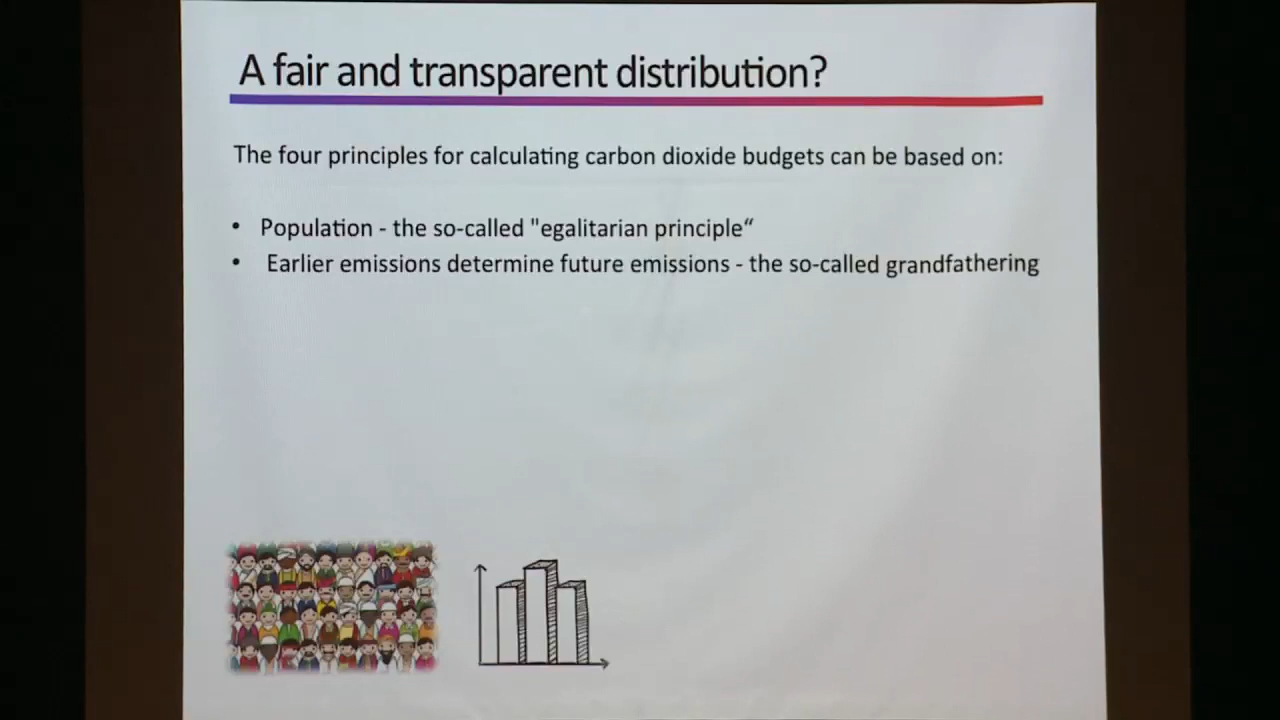 A fair and transparent distribution?
The four principles for calculating carbon dioxide budgets can be based on:
• Population - the so-called "egalitarian principle“
• Earlier emissions determine future emissions - the so-called grandfathering